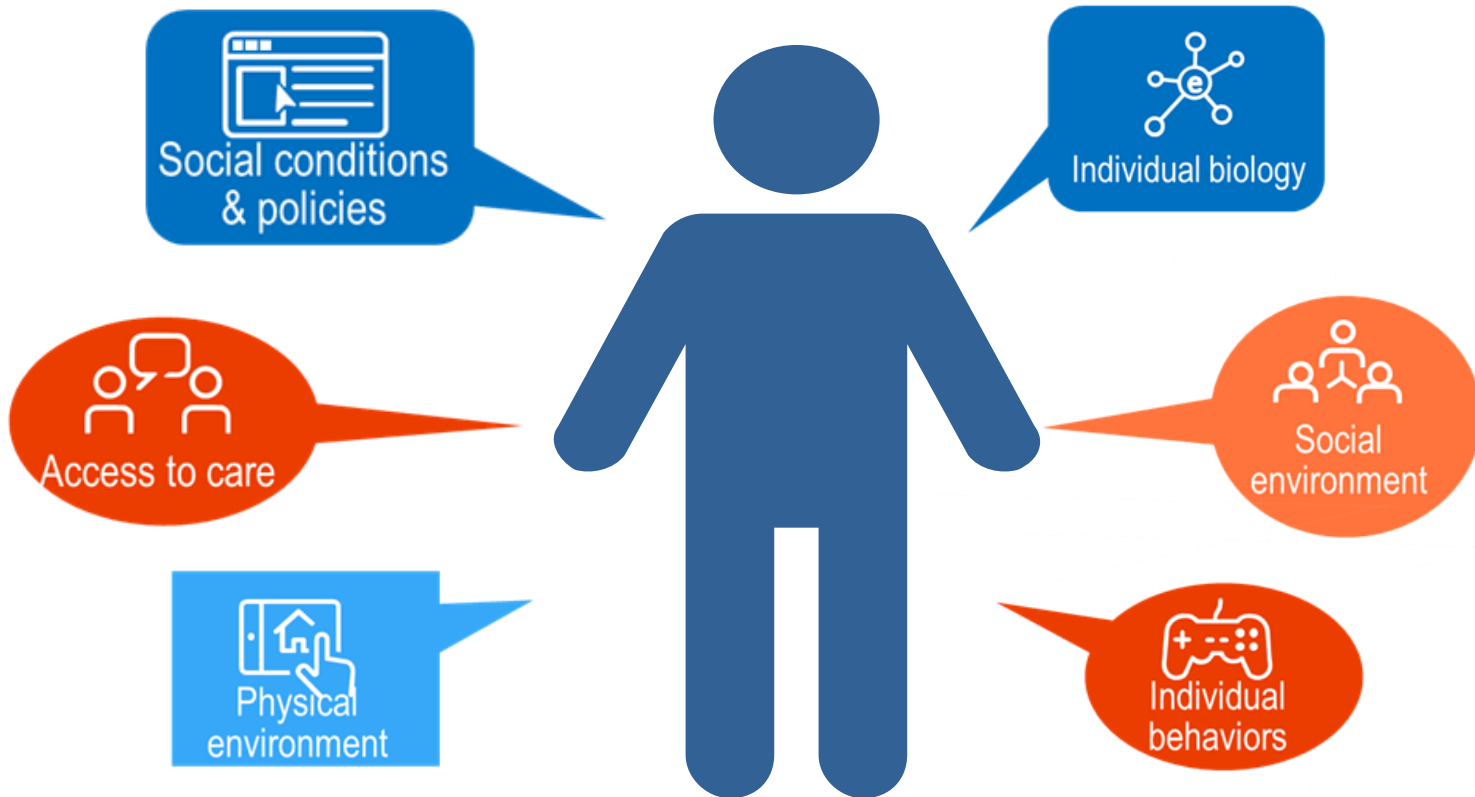 Social conditions
& policies
e
Individual biology
Access to care
Social
environment
Physical
environment
Individual
behaviors